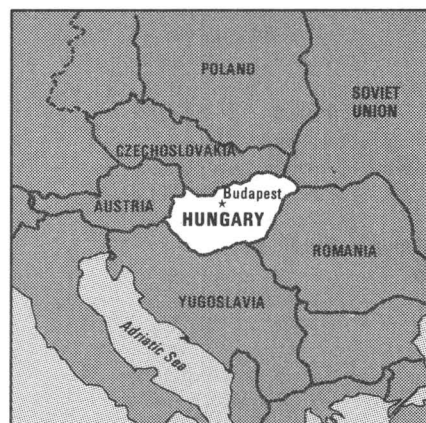 POLAND
SOVIET
UNION
CZECHOSLOVAKIA
AUSTRIA
Budapest
HUNGARY
ROMANIA
YUGOSLAVIA
Adriatic Sea